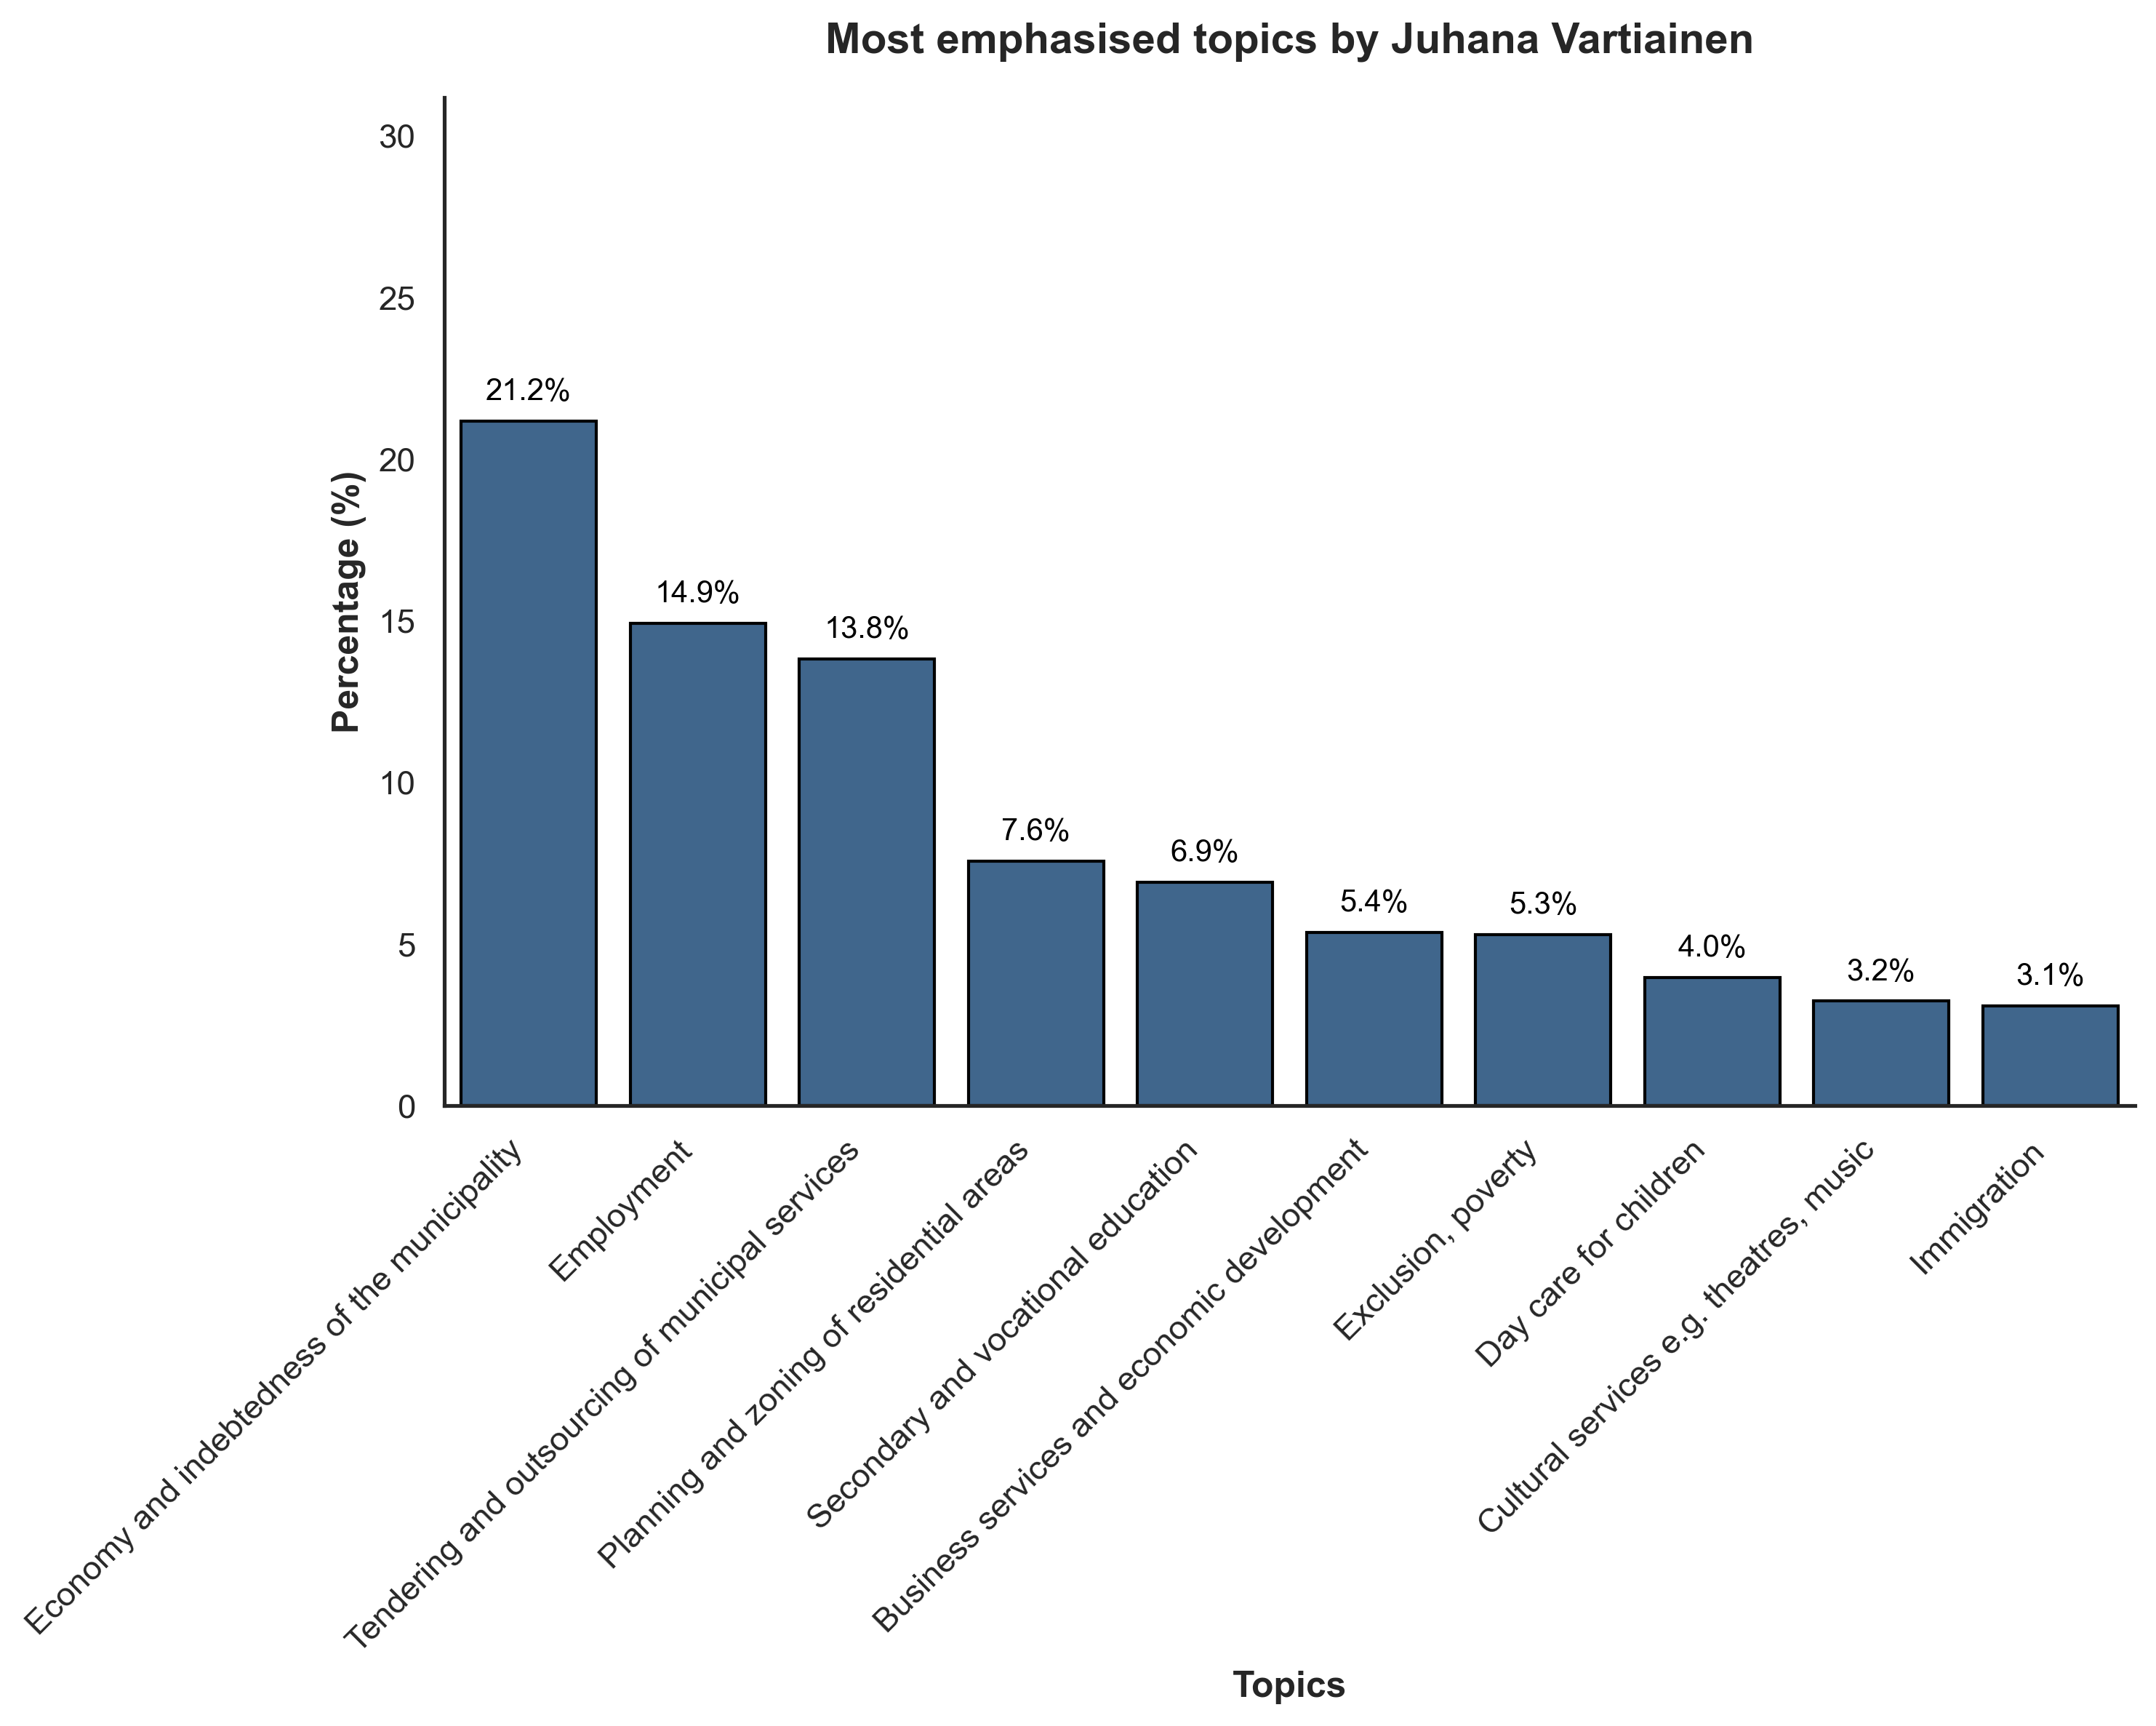 Most emphasised topics by Juhana Vartiainen
Percentage (%)
30
25
20
15
10
5
0
21.2%
14.9%
13.8%
7.6%
6.9%
5.4%
5.3%
4.0%
3.2%
3.1%
Economy and indebtedness of the municipality
Employment
Tendering and outsourcing of municipal services
Planning and zoning of residential areas
Secondary and vocational education
Business services and economic development
Exclusion, poverty
Day care for children
Cultural services e.g. theatres, music
Immigration
Topics